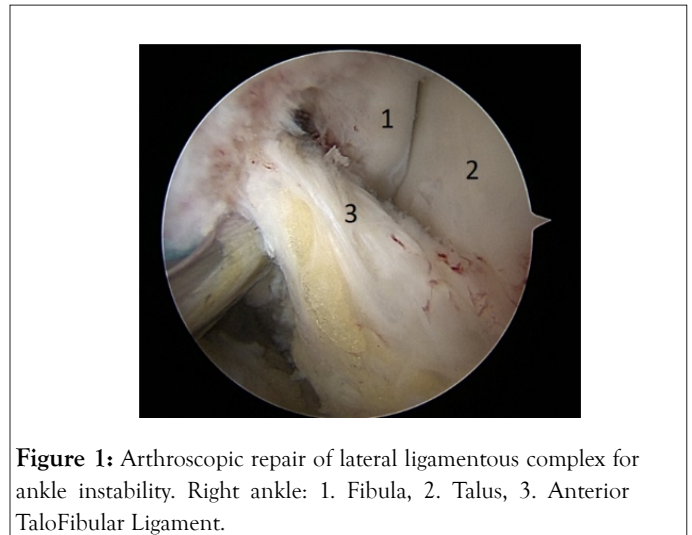 1
2
3
Figure 1: Arthroscopic repair of lateral ligamentous complex for
ankle instability. Right ankle: 1. Fibula, 2. Talus, 3. Anterior
TaloFibular Ligament.